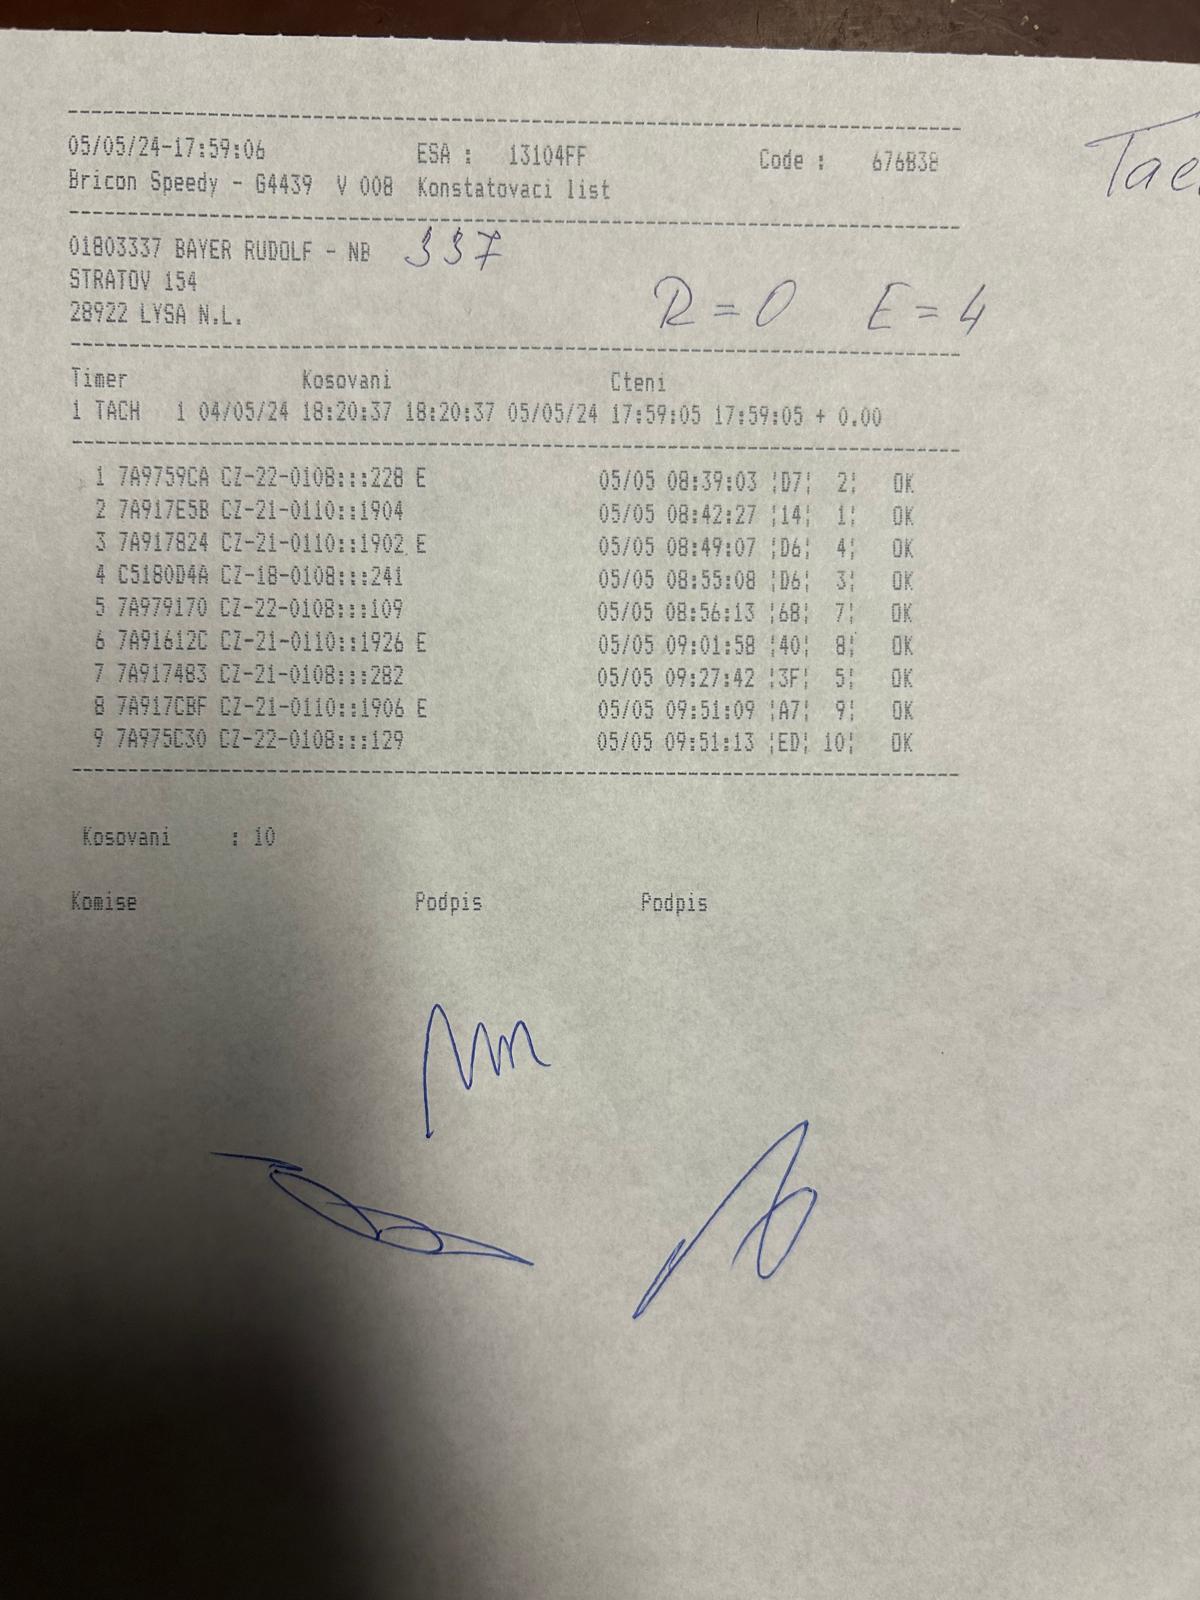 05/05/24-17:59:06 ESA : 13104FF Code : 676B38
Bricon Speedy - G4439 V 008 Konstatovaci list
01803337 BAYER RUDOLF - NB 337
STRATOV 154
28922 LYSA N.L.
R = 0 E = 4
Timer Kosovani Cteni
1 TACH 1 04/05/24 18:20:37 18:20:37 05/05/24 17:59:05 17:59:05 + 0.00
1 7A9759CA CZ-22-0108:::228 E 05/05 08:39:03 ¦D7¦ 2¦ OK
2 7A917E5B CZ-21-0110::1904 05/05 08:42:27 ¦14¦ 1¦ OK
3 7A917824 CZ-21-0110::1902 E 05/05 08:49:07 ¦D6¦ 4¦ OK
4 C5180D4A CZ-18-0108:::241 05/05 08:55:08 ¦D6¦ 3¦ OK
5 7A979170 CZ-22-0108:::109 05/05 08:56:13 ¦6B¦ 7¦ OK
6 7A91612C CZ-21-0110::1926 E 05/05 09:01:58 ¦40¦ 8¦ OK
7 7A917483 CZ-21-0108:::282 05/05 09:27:42 ¦3F¦ 5¦ OK
8 7A917CBF CZ-21-0110::1906 E 05/05 09:51:09 ¦A7¦ 9¦ OK
9 7A975C30 CZ-22-0108:::129 05/05 09:51:13 ¦ED¦ 10¦ OK
Kosovani : 10
Komise Podpis Podpis